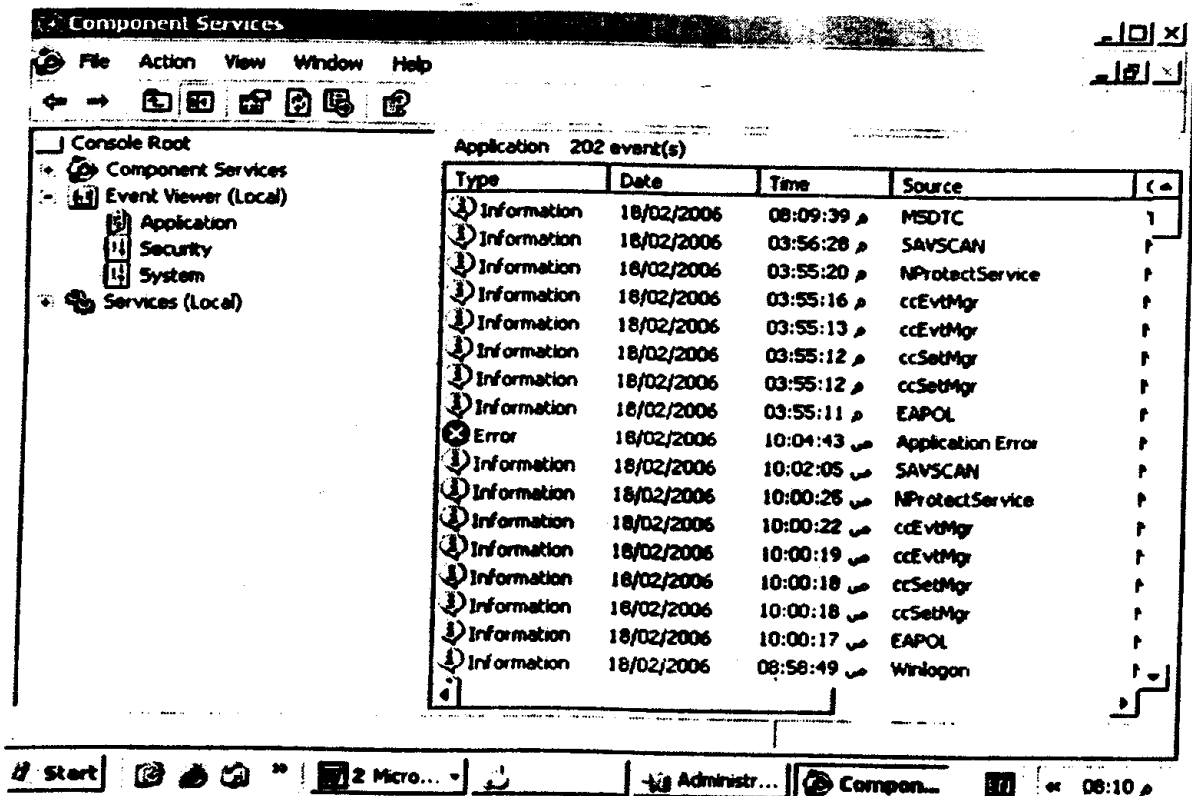 Component Services
File Action View Window Help
Console Root
Component Services
Event Viewer (Local)
Application
Security
System
Services (Local)
Application 202 event(s)
Type Date Time Source
Information 18/02/2006 08:09:39 م MSDTC
Information 18/02/2006 03:56:28 م SAVSCAN
Information 18/02/2006 03:55:20 م NProtectService
Information 18/02/2006 03:55:16 م ccEvtMgr
Information 18/02/2006 03:55:13 م ccEvtMgr
Information 18/02/2006 03:55:12 م ccSetMgr
Information 18/02/2006 03:55:12 م ccSetMgr
Information 18/02/2006 03:55:11 م EAPOL
Error 18/02/2006 10:04:43 ص Application Error
Information 18/02/2006 10:02:05 ص SAVSCAN
Information 18/02/2006 ص NProtectService
Information 18/02/2006 10:00:22 ص ccEvtMgr
Information 18/02/2006 10:00:19 ص ccEvtMgr
Information 18/02/2006 10:00:18 ص ccSetMgr
Information 18/02/2006 10:00:18 ص ccSetMgr
Information 18/02/2006 10:00:17 ص EAPOL
Information 18/02/2006 ص Winlogon
Start 2 Micro... Administr... Compon... 08:10 م